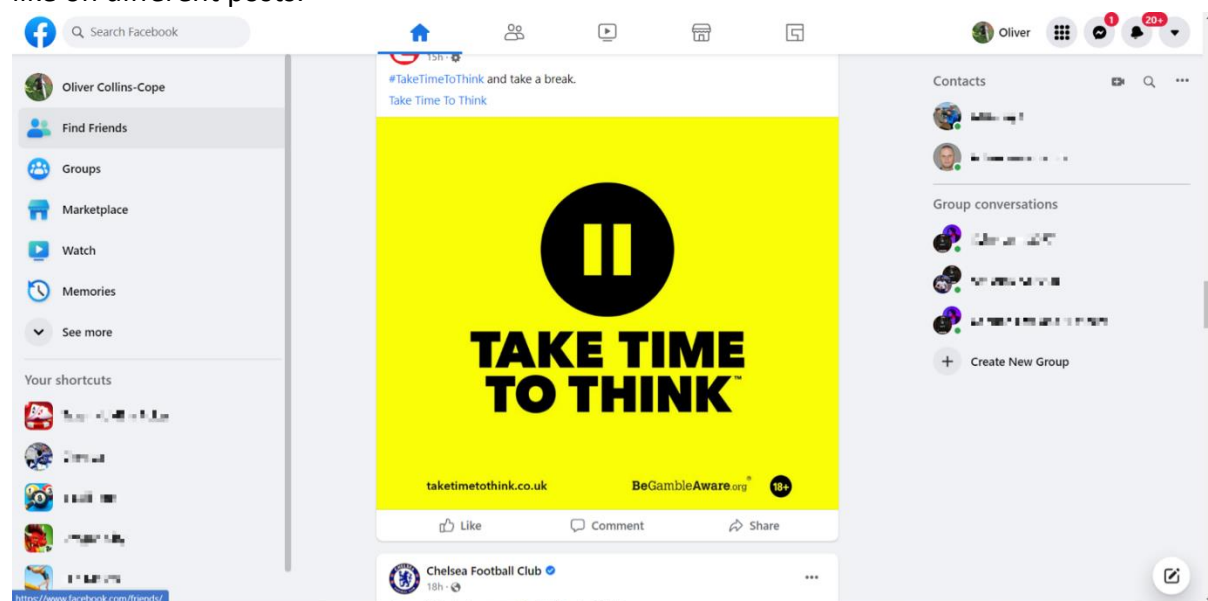 like on different posts.
Search Facebook
Oliver
1
20+
Oliver Collins-Cope
Find Friends
Groups
Marketplace
Watch
Memories
See more
Your shortcuts
https://www.facebook.com/friends/
15h
#TakeTimeToThink and take a break.
Take Time To Think
TAKE TIME
TO THINK™
taketimetothink.co.uk BeGambleAware.org® 18+
Like Comment Share
Chelsea Football Club
18h
Contacts
Group conversations
Create New Group